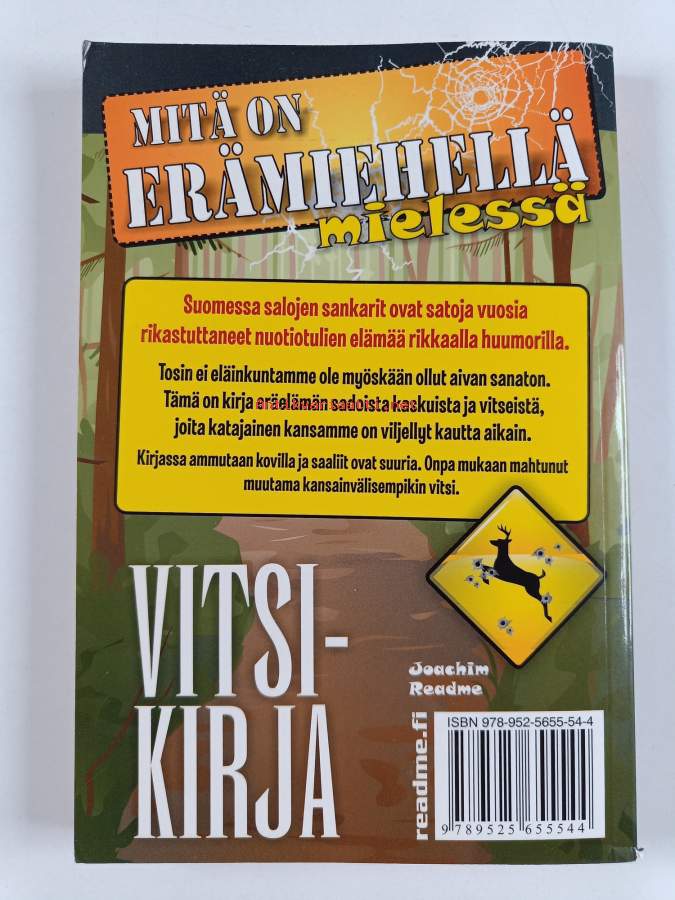 MITÄ ON
ERÄMIEHELLÄ
mielessä
Suomessa salojen sankarit ovat satoja vuosia
rikastuttaneet nuotiotulien elämää rikkaalla huumorilla.
Tosin ei eläinkuntamme ole myöskään ollut aivan sanaton.
Tämä on kirja eräelämän sadoista kaskuista ja vitseistä,
joita katajainen kansamme on viljellyt kautta aikain.
Kirjassa ammutaan kovilla ja saaliit ovat suuria. Onpa mukaan mahtunut
muutama kansainvälisempikin vitsi.
VITSI-
KIRJA
Joachim
Readme
readme.fi
ISBN 978-952-5655-54-4
9 789525 655544